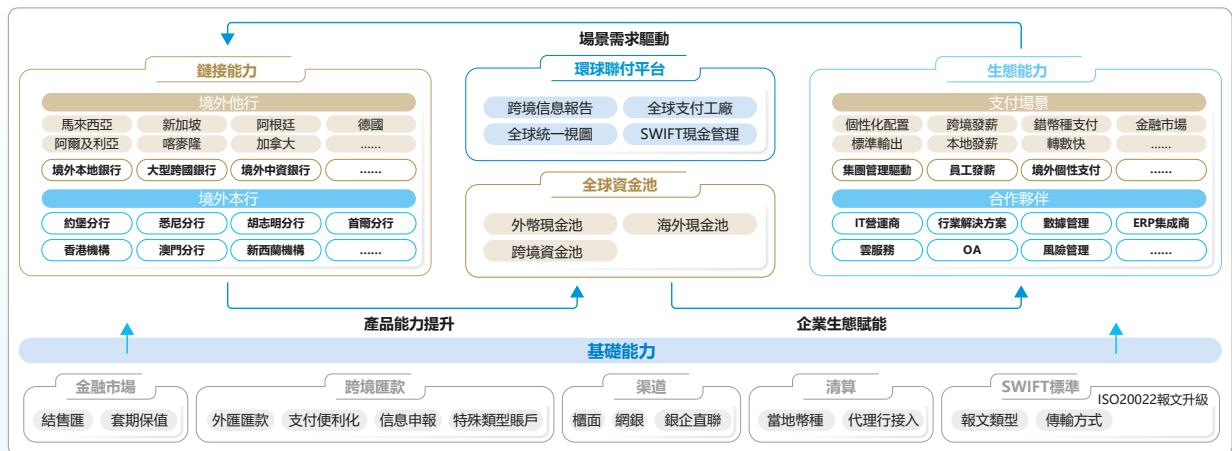 場景需求驅動
鏈接能力
境外他行
馬來西亞 新加坡 阿根廷 德國
阿爾及利亞 喀麥隆 加拿大 ......
境外本地銀行 大型跨國銀行 境外中資銀行 ......
境外本行
約堡分行 悉尼分行 胡志明分行 首爾分行
香港機構 澳門分行 新西蘭機構 ......
環球聯付平台
跨境信息報告 全球支付工廠
全球統一視圖 SWIFT現金管理
全球資金池
外幣現金池 海外現金池
跨境資金池
生態能力
支付場景
個性化配置 跨境發薪 錯幣種支付 金融市場
標準輸出 本地發薪 轉數快 ......
集團管理驅動 員工發薪 境外個性支付 ......
合作夥伴
IT營運商 行業解決方案 數據管理 ERP集成商
雲服務 OA 風險管理 ......
產品能力提升 企業生態賦能
基礎能力
金融市場
結售匯 套期保值
跨境匯款
外匯匯款 支付便利化 信息申報 特殊類型賬戶
渠道
櫃面 網銀 銀企直聯
清算
當地幣種 代理行接入
SWIFT標準
ISO20022報文升級
報文類型 傳輸方式